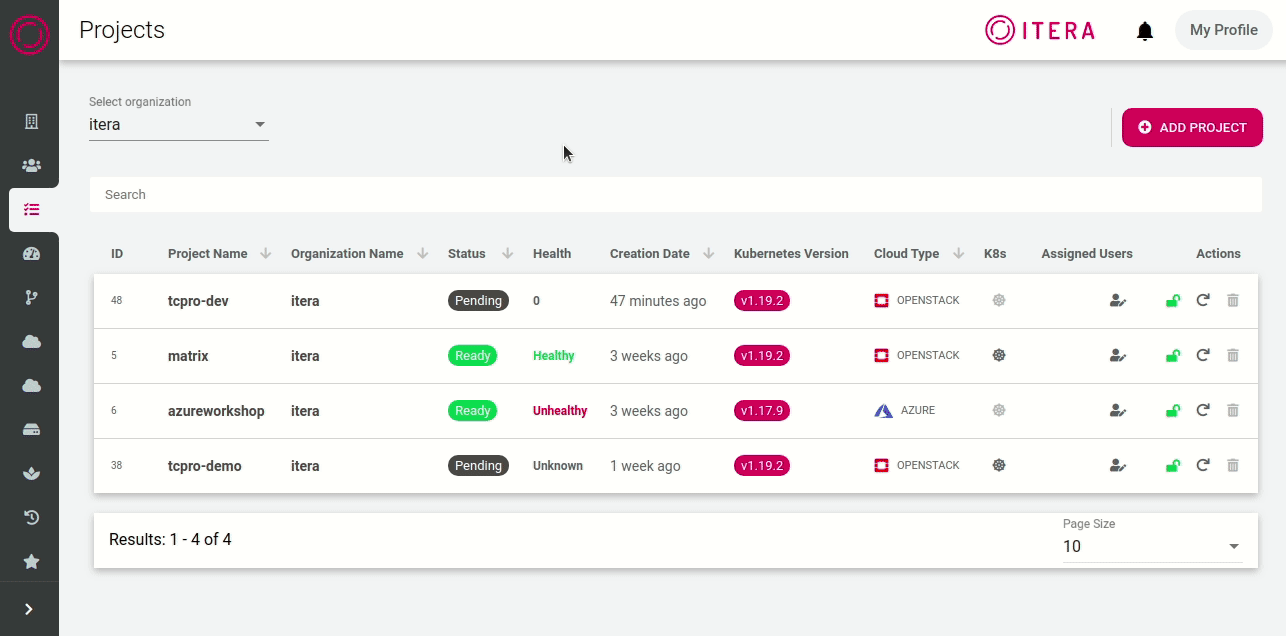 Projects
ITERA
My Profile
Select organization
itera
ADD PROJECT
Search
ID Project Name Organization Name Status Health Creation Date Kubernetes Version Cloud Type K8s Assigned Users Actions
48 tcpro-dev itera Pending 0 47 minutes ago v1.19.2 OPENSTACK
5 matrix itera Ready Healthy 3 weeks ago v1.19.2 OPENSTACK
6 azureworkshop itera Ready Unhealthy 3 weeks ago v1.17.9 AZURE
38 tcpro-demo itera Pending Unknown 1 week ago v1.19.2 OPENSTACK
Results: 1 - 4 of 4
Page Size
10